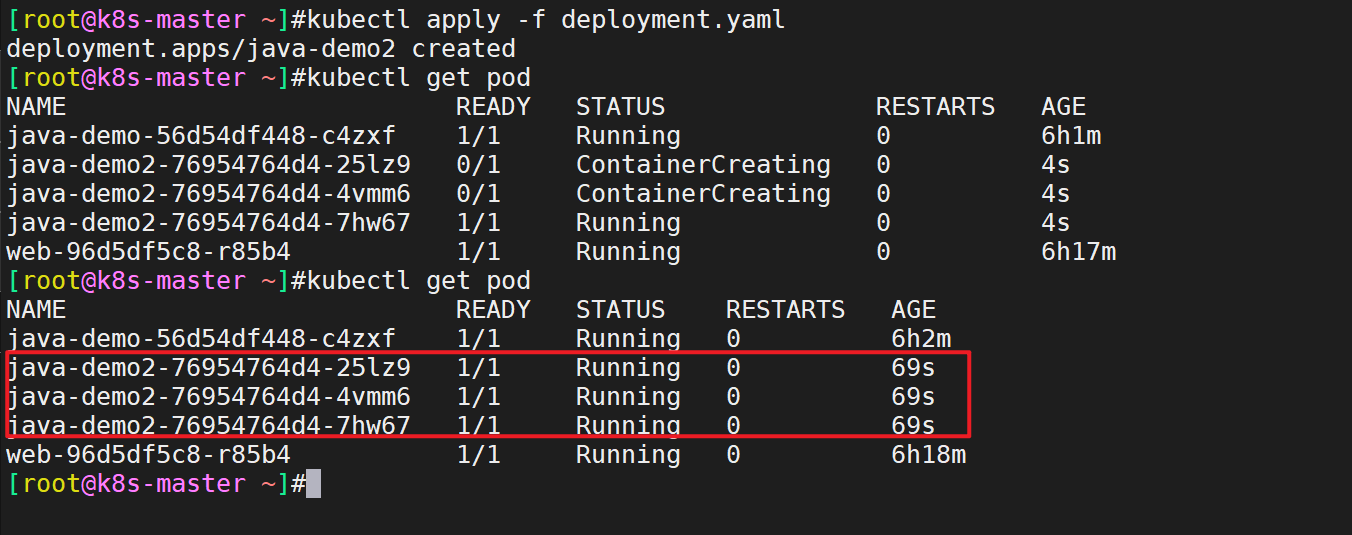 [root@k8s-master ~]#kubectl apply -f deployment.yaml
deployment.apps/java-demo2 created
[root@k8s-master ~]#kubectl get pod
NAME                          READY   STATUS              RESTARTS   AGE
java-demo-56d54df448-c4zxf    1/1     Running             0          6h1m
java-demo2-76954764d4-25lz9   0/1     ContainerCreating   0          4s
java-demo2-76954764d4-4vmm6   0/1     ContainerCreating   0          4s
java-demo2-76954764d4-7hw67   1/1     Running             0          4s
web-96d5df5c8-r85b4           1/1     Running             0          6h17m
[root@k8s-master ~]#kubectl get pod
NAME                          READY   STATUS    RESTARTS   AGE
java-demo-56d54df448-c4zxf    1/1     Running   0          6h2m
java-demo2-76954764d4-25lz9   1/1     Running   0          69s
java-demo2-76954764d4-4vmm6   1/1     Running   0          69s
java-demo2-76954764d4-7hw67   1/1     Running   0          69s
web-96d5df5c8-r85b4           1/1     Running   0          6h18m
[root@k8s-master ~]#